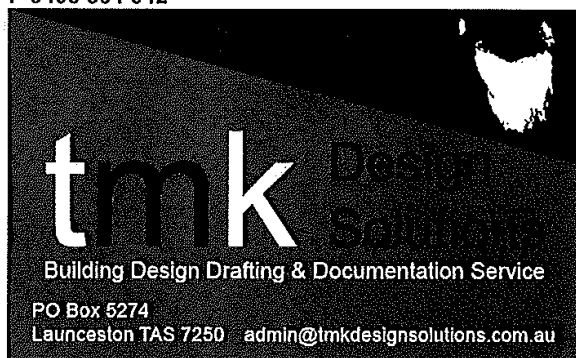 tmk Design
Solutions
Building Design Drafting & Documentation Service
PO Box 5274
Launceston TAS 7250 admin@tmkdesignsolutions.com.au